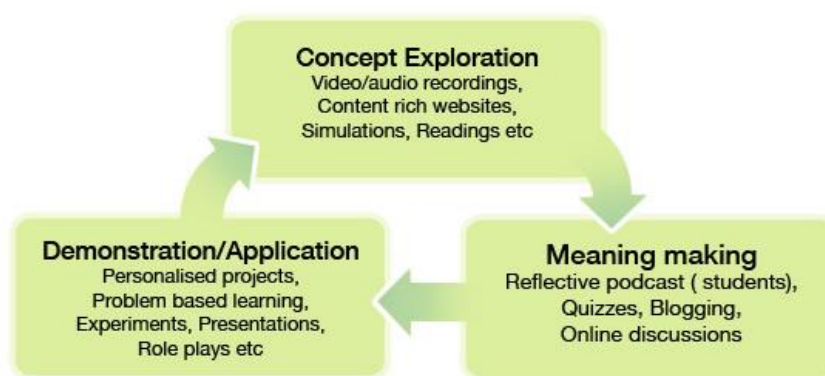 Concept Exploration
Video/audio recordings,
Content rich websites,
Simulations, Readings etc
Demonstration/Application
Personalised projects,
Problem based learning,
Experiments, Presentations,
Role plays etc
Meaning making
Reflective podcast ( students),
Quizzes, Blogging,
Online discussions